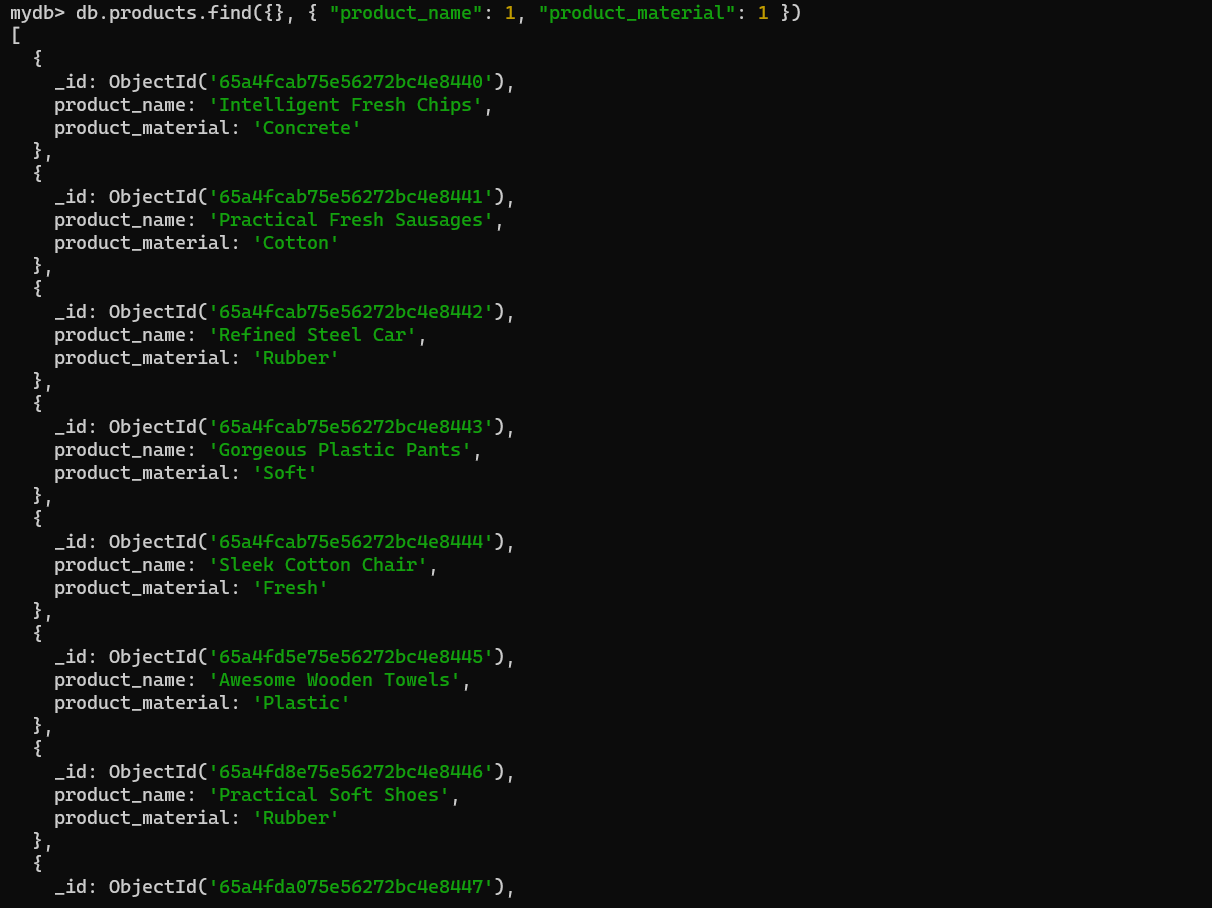 mydb> db.products.find({}, { "product_name": 1, "product_material": 1 })
[
  {
    _id: ObjectId('65a4fcab75e56272bc4e8440'),
    product_name: 'Intelligent Fresh Chips',
    product_material: 'Concrete'
  },
  {
    _id: ObjectId('65a4fcab75e56272bc4e8441'),
    product_name: 'Practical Fresh Sausages',
    product_material: 'Cotton'
  },
  {
    _id: ObjectId('65a4fcab75e56272bc4e8442'),
    product_name: 'Refined Steel Car',
    product_material: 'Rubber'
  },
  {
    _id: ObjectId('65a4fcab75e56272bc4e8443'),
    product_name: 'Gorgeous Plastic Pants',
    product_material: 'Soft'
  },
  {
    _id: ObjectId('65a4fcab75e56272bc4e8444'),
    product_name: 'Sleek Cotton Chair',
    product_material: 'Fresh'
  },
  {
    _id: ObjectId('65a4fd5e75e56272bc4e8445'),
    product_name: 'Awesome Wooden Towels',
    product_material: 'Plastic'
  },
  {
    _id: ObjectId('65a4fd8e75e56272bc4e8446'),
    product_name: 'Practical Soft Shoes',
    product_material: 'Rubber'
  },
  {
    _id: ObjectId('65a4fda075e56272bc4e8447'),